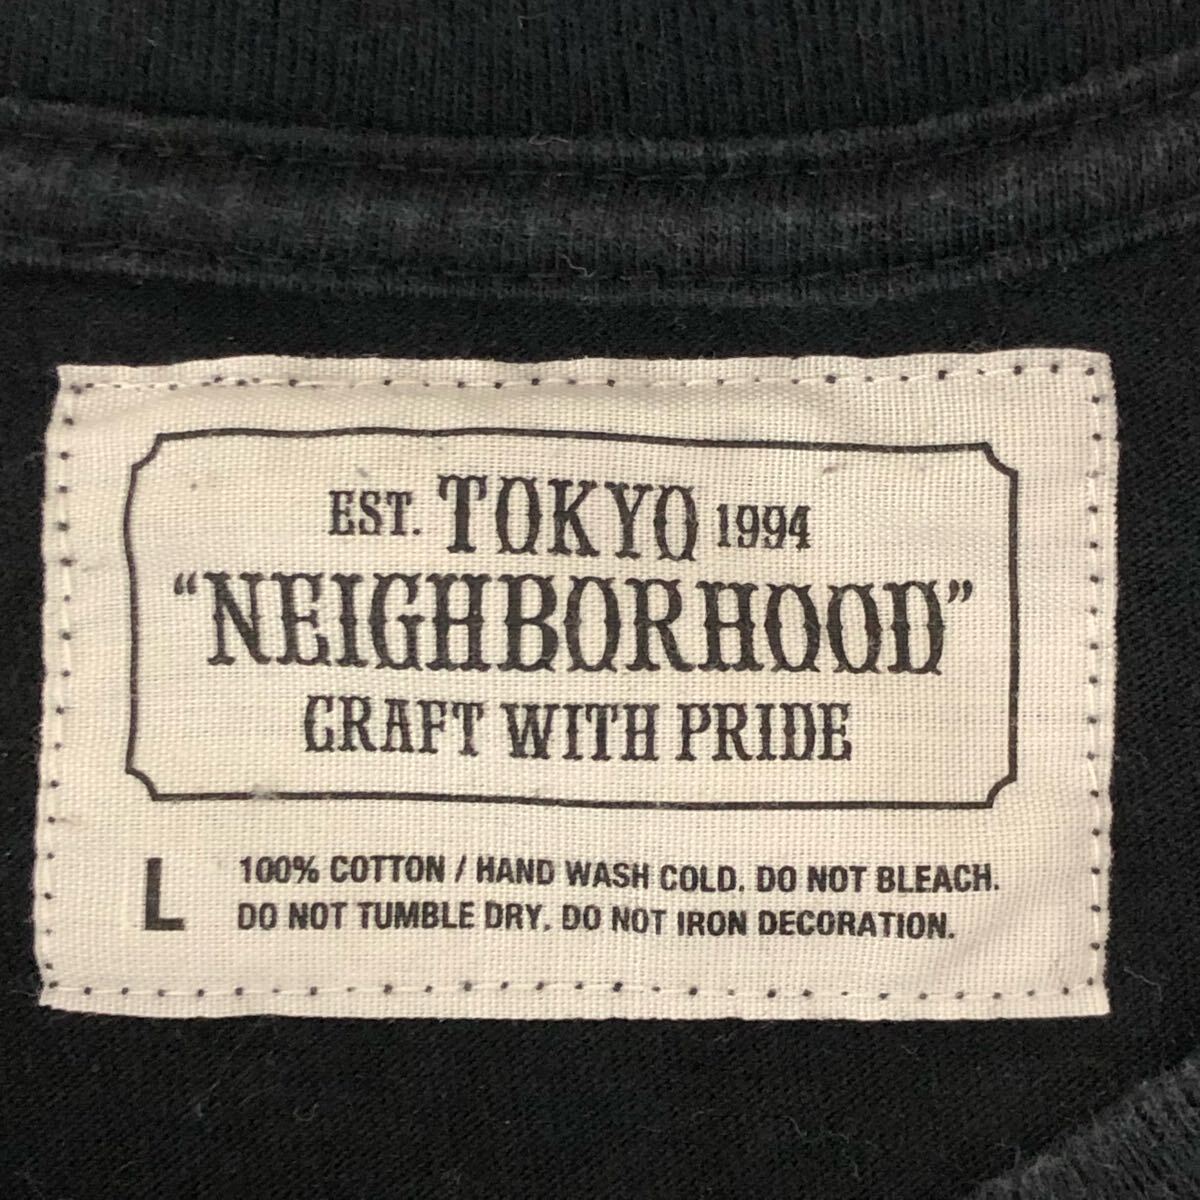 EST. TOKYO 1994
“NEIGHBORHOOD”
CRAFT WITH PRIDE
L 100% COTTON / HAND WASH COLD. DO NOT BLEACH.
DO NOT TUMBLE DRY. DO NOT IRON DECORATION.